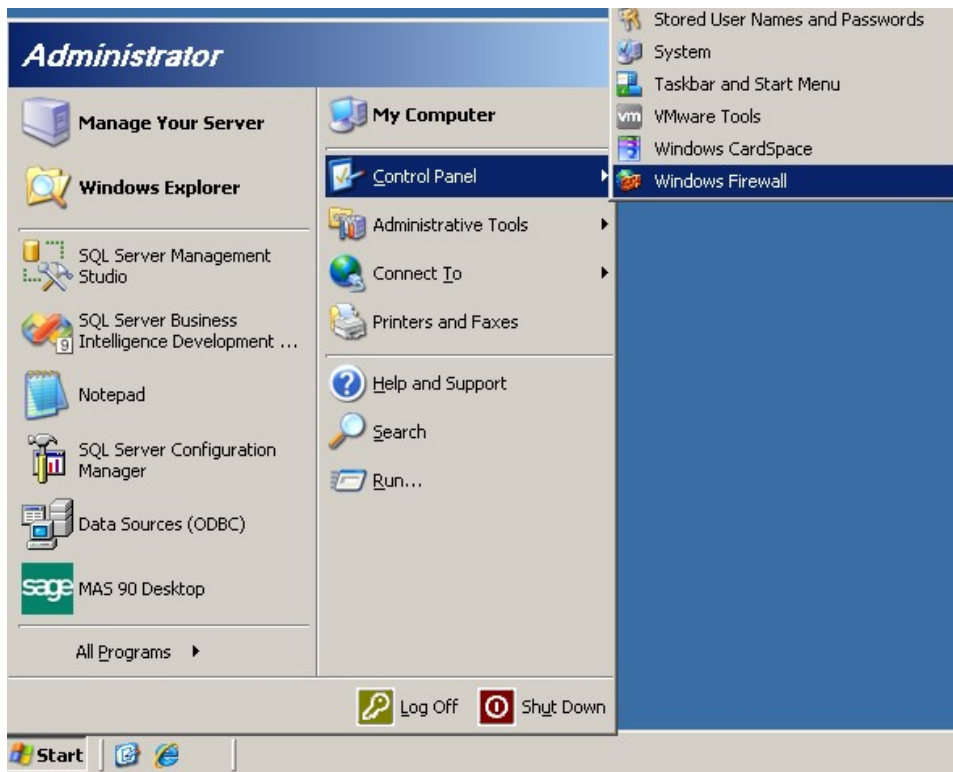 Administrator
Manage Your Server
Windows Explorer
SQL Server Management
Studio
SQL Server Business
9
Intelligence Development ...
Notepad
SQL Server Configuration
Manager
Data Sources (ODBC)
sage
MAS 90 Desktop
All Programs
My Computer
Control Panel
Administrative Tools
Connect To
Printers and Faxes
Help and Support
Search
Run...
Stored User Names and Passwords
System
Taskbar and Start Menu
vm
VMware Tools
Windows CardSpace
Windows Firewall
Log Off
Shut Down
Start